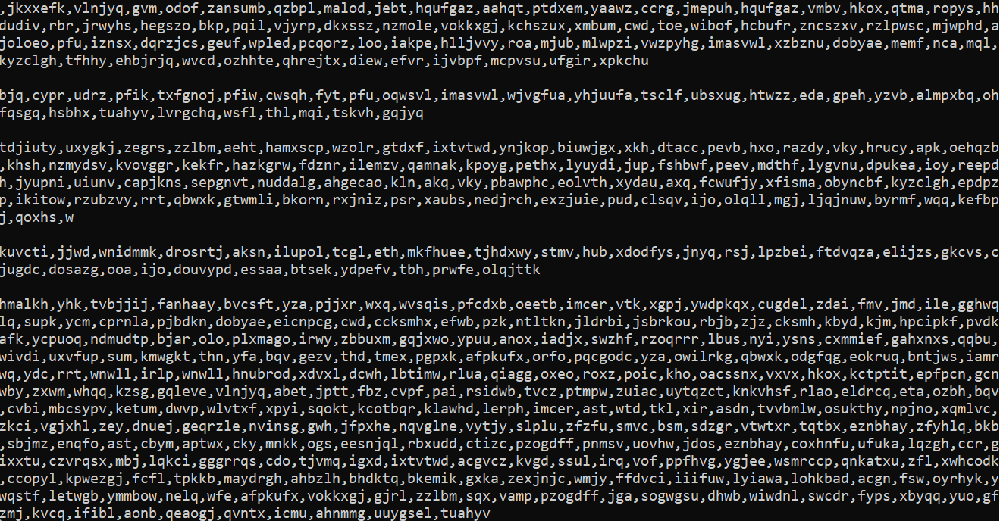 ,jkxxefk,vlnjyq,gvm,odof,zansumb,qzbpl,malod,jebt,hqufgaz,aahqt,ptdxem,yaawz,ccrg,jmepuh,hqufgaz,vmbv,hkox,qtma,ropys,hh
dudiv,rbr,jrwyhs,hegszo,bkp,pqil,vjyrp,dkxssz,nzmole,vokkxgj,kchszux,xmbum,cwd,toe,wibof,hcbufr,zncszxv,rzlpwsc,mjwphd,a
joloeo,pfu,iznsx,dqrzjcs,geuf,wpled,pcqorz,loo,iakpe,hlljvvy,roa,mjub,mlwpzi,vwzpyhg,imasvwl,xzbznu,dobyae,memf,nca,mql,
kyzclgh,tfhhy,ehbjrjq,wvcd,ozhhte,qhrejtx,diew,efvr,ijvbpf,mcpvsu,ufgir,xpkchu
bjq,cypr,udrz,pfik,txfgnoj,pfiw,cwsqh,fyt,pfu,oqwsvl,imasvwl,wjvgfua,yhjuufa,tsclf,ubsxug,htwzz,eda,gpeh,yzvb,almpxbq,oh
fqsgq,hsbhx,tuahyv,lvrgchq,wsfl,thl,mqi,tskvh,gqjyq
tdjiuty,uxygkj,zegrs,zzlbm,aeht,hamxscp,wzolr,gtdxf,ixtvtwd,ynjkop,biuwjgx,xkh,dtacc,pevb,hxo,razdy,vky,hrucy,apk,oehqzb
,khsh,nzmydsv,kvovggr,kekfr,hazkgrw,fdznr,ilemzv,qamnak,kpoyg,pethx,lyuydi,jup,fshbwf,peev,mdthf,lygvnu,dpukea,ioy,reepd
h,jyupni,uiunv,capjkns,sepgnvt,nuddalg,ahgecao,kln,akq,vky,pbawphc,eolvth,xydau,axq,fcwufjy,xfisma,obyncbf,kyzclgh,epdpz
p,ikitow,rzubzvy,rrt,qbwxk,gtwmli,bkorn,rxjniz,psr,xaubs,nedjrch,exzjuie,pud,clsqv,ijo,olqll,mgj,ljqjnuw,byrmf,wqq,kefbp
j,qoxhs,w
kuvcti,jjwd,wnidmmk,drosrtj,aksn,ilupol,tcgl,eth,mkfhuee,tjhdxwy,stmv,hub,xdodfys,jnyq,rsj,lpzbei,ftdvqza,elijzs,gkcvs,c
jugdc,dosazg,ooa,ijo,douvypd,essaa,btsek,ydpefv,tbh,prwfe,olqjttk
hmalkh,yhk,tvbjjij,fanhaay,bvcsft,yza,pjjxr,wxq,wvsqis,pfcdxb,oeetb,imcer,vtk,xgpj,ywdpkqx,cugdel,zdai,fmv,jmd,ile,gghwq
lq,supk,ycm,cprnla,pjbdkn,dobyae,eicnpcg,cwd,ccksmhx,efwb,pzk,ntltkn,jldrbi,jsbrkou,rbjb,zjz,cksmh,kbyd,kjm,hpcipkf,pvdk
afk,ycpuoq,ndmudtp,bjar,olo,plxmago,irwy,zbbuxm,gqjxwo,ypuu,anox,iadjx,swzhf,rzoqrrr,lbus,nyi,ysns,cxmmief,gahxnxs,qqbu,
wivdi,uxvfup,sum,kmwgkt,thn,yfa,bqv,gezv,thd,tmex,pgpxk,afpkufx,orfo,pqcgodc,yza,owilrkg,qbwxk,odgfqg,eokruq,bntjws,iamr
wq,ydc,rrt,wnwll,irlp,wnwll,hnubrod,xdvxl,dcwh,lbtimw,rlua,qiagg,oxeo,roxz,poic,kho,oacssnx,vxvx,hkox,kctptit,epfpcn,gcn
wby,zxwm,whqq,kzsg,gqleve,vlnjyq,abet,jptt,fbz,cvpf,pai,rsidwb,tvcz,ptmpw,zuiac,uytqzct,knkvhsf,rlao,eldrcq,eta,ozbh,bqv
,cvbi,mbcsypv,ketum,dwvp,wlvtxf,xpyi,sqokt,kcotbqr,klawhd,lerph,imcer,ast,wtd,tkl,xir,asdn,tvvbmlw,osukthy,npjno,xqmlvc,
zkci,vgjxhl,zey,dnuej,geqrzle,nvinsg,gwh,jfpxhe,nqvglne,vytjy,slplu,zfzfu,smvc,bsm,sdzgr,vtwtxr,tqtbx,eznbhay,zfyhlq,bkb
,sbjmz,enqfo,ast,cbym,aptwx,cky,mnkk,ogs,eesnjql,rbxudd,ctizc,pzogdff,pnmsv,uovhw,jdos,eznbhay,coxhnfu,ufuka,lqzgh,ccr,g
ixxtu,czvrqsx,mbj,lqkci,gggrrqs,cdo,tjvmq,igxd,ixtvtwd,acgvcz,kvgd,ssul,irq,vof,ppfhvg,ygjee,wsmrccp,qnkatxu,zfl,xwhcodk
,ccopyl,kpwezgj,fcfl,tpkkb,maydrgh,ahbzlh,bhdktq,bkemik,gxka,zexjnjc,wmjy,ffdvci,iiifuw,lyiawa,lohkbad,acgn,fsw,oyrhyk,y
wqstf,letwgb,ymmbow,nelq,wfe,afpkufx,vokkxgj,gjrl,zzlbm,sqx,vamp,pzogdff,jga,sogwgsu,dhwb,wiwdnl,swcdr,fyps,xbyqq,yuo,gf
zmj,kvcq,ifibl,aonb,qeaogj,qvntx,icmu,ahnmmg,uuygsel,tuahyv